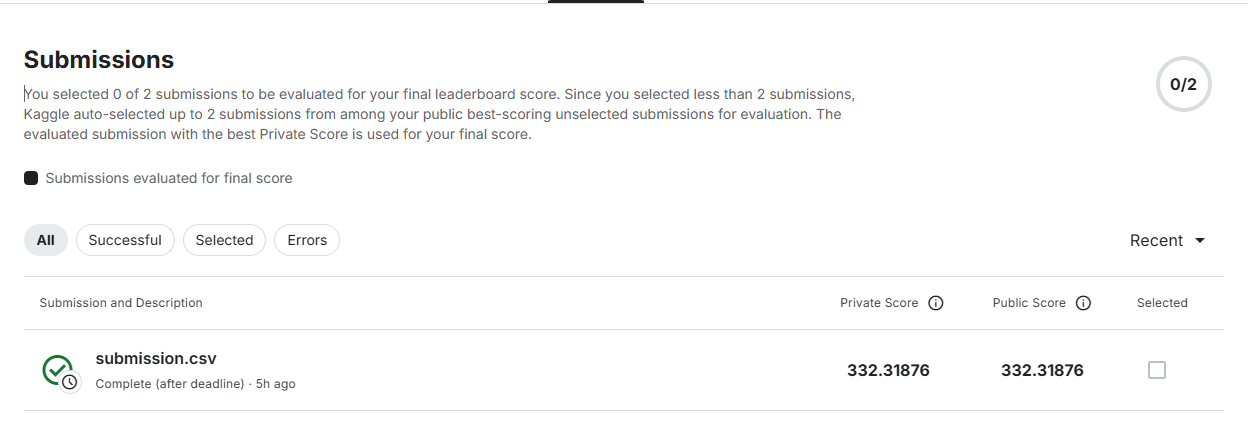 Submissions
You selected 0 of 2 submissions to be evaluated for your final leaderboard score. Since you selected less than 2 submissions,
Kaggle auto-selected up to 2 submissions from among your public best-scoring unselected submissions for evaluation. The
evaluated submission with the best Private Score is used for your final score.
0/2
Submissions evaluated for final score
All Successful Selected Errors Recent
Submission and Description Private Score Public Score Selected
submission.csv
Complete (after deadline) · 5h ago
332.31876 332.31876